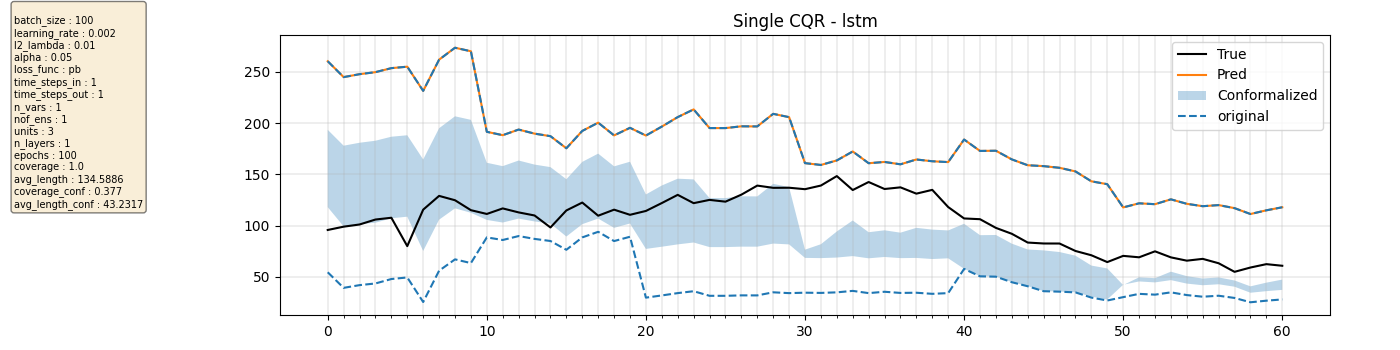 batch_size : 100
learning_rate : 0.002
l2_lambda : 0.01
alpha : 0.05
loss_func : pb
time_steps_in : 1
time_steps_out : 1
n_vars : 1
nof_ens : 1
units : 3
n_layers : 1
epochs : 100
coverage : 1.0
avg_length : 134.5886
coverage_conf : 0.377
avg_length_conf : 43.2317
Single CQR - lstm
True
Pred
Conformalized
original
250
200
150
100
50
0 10 20 30 40 50 60